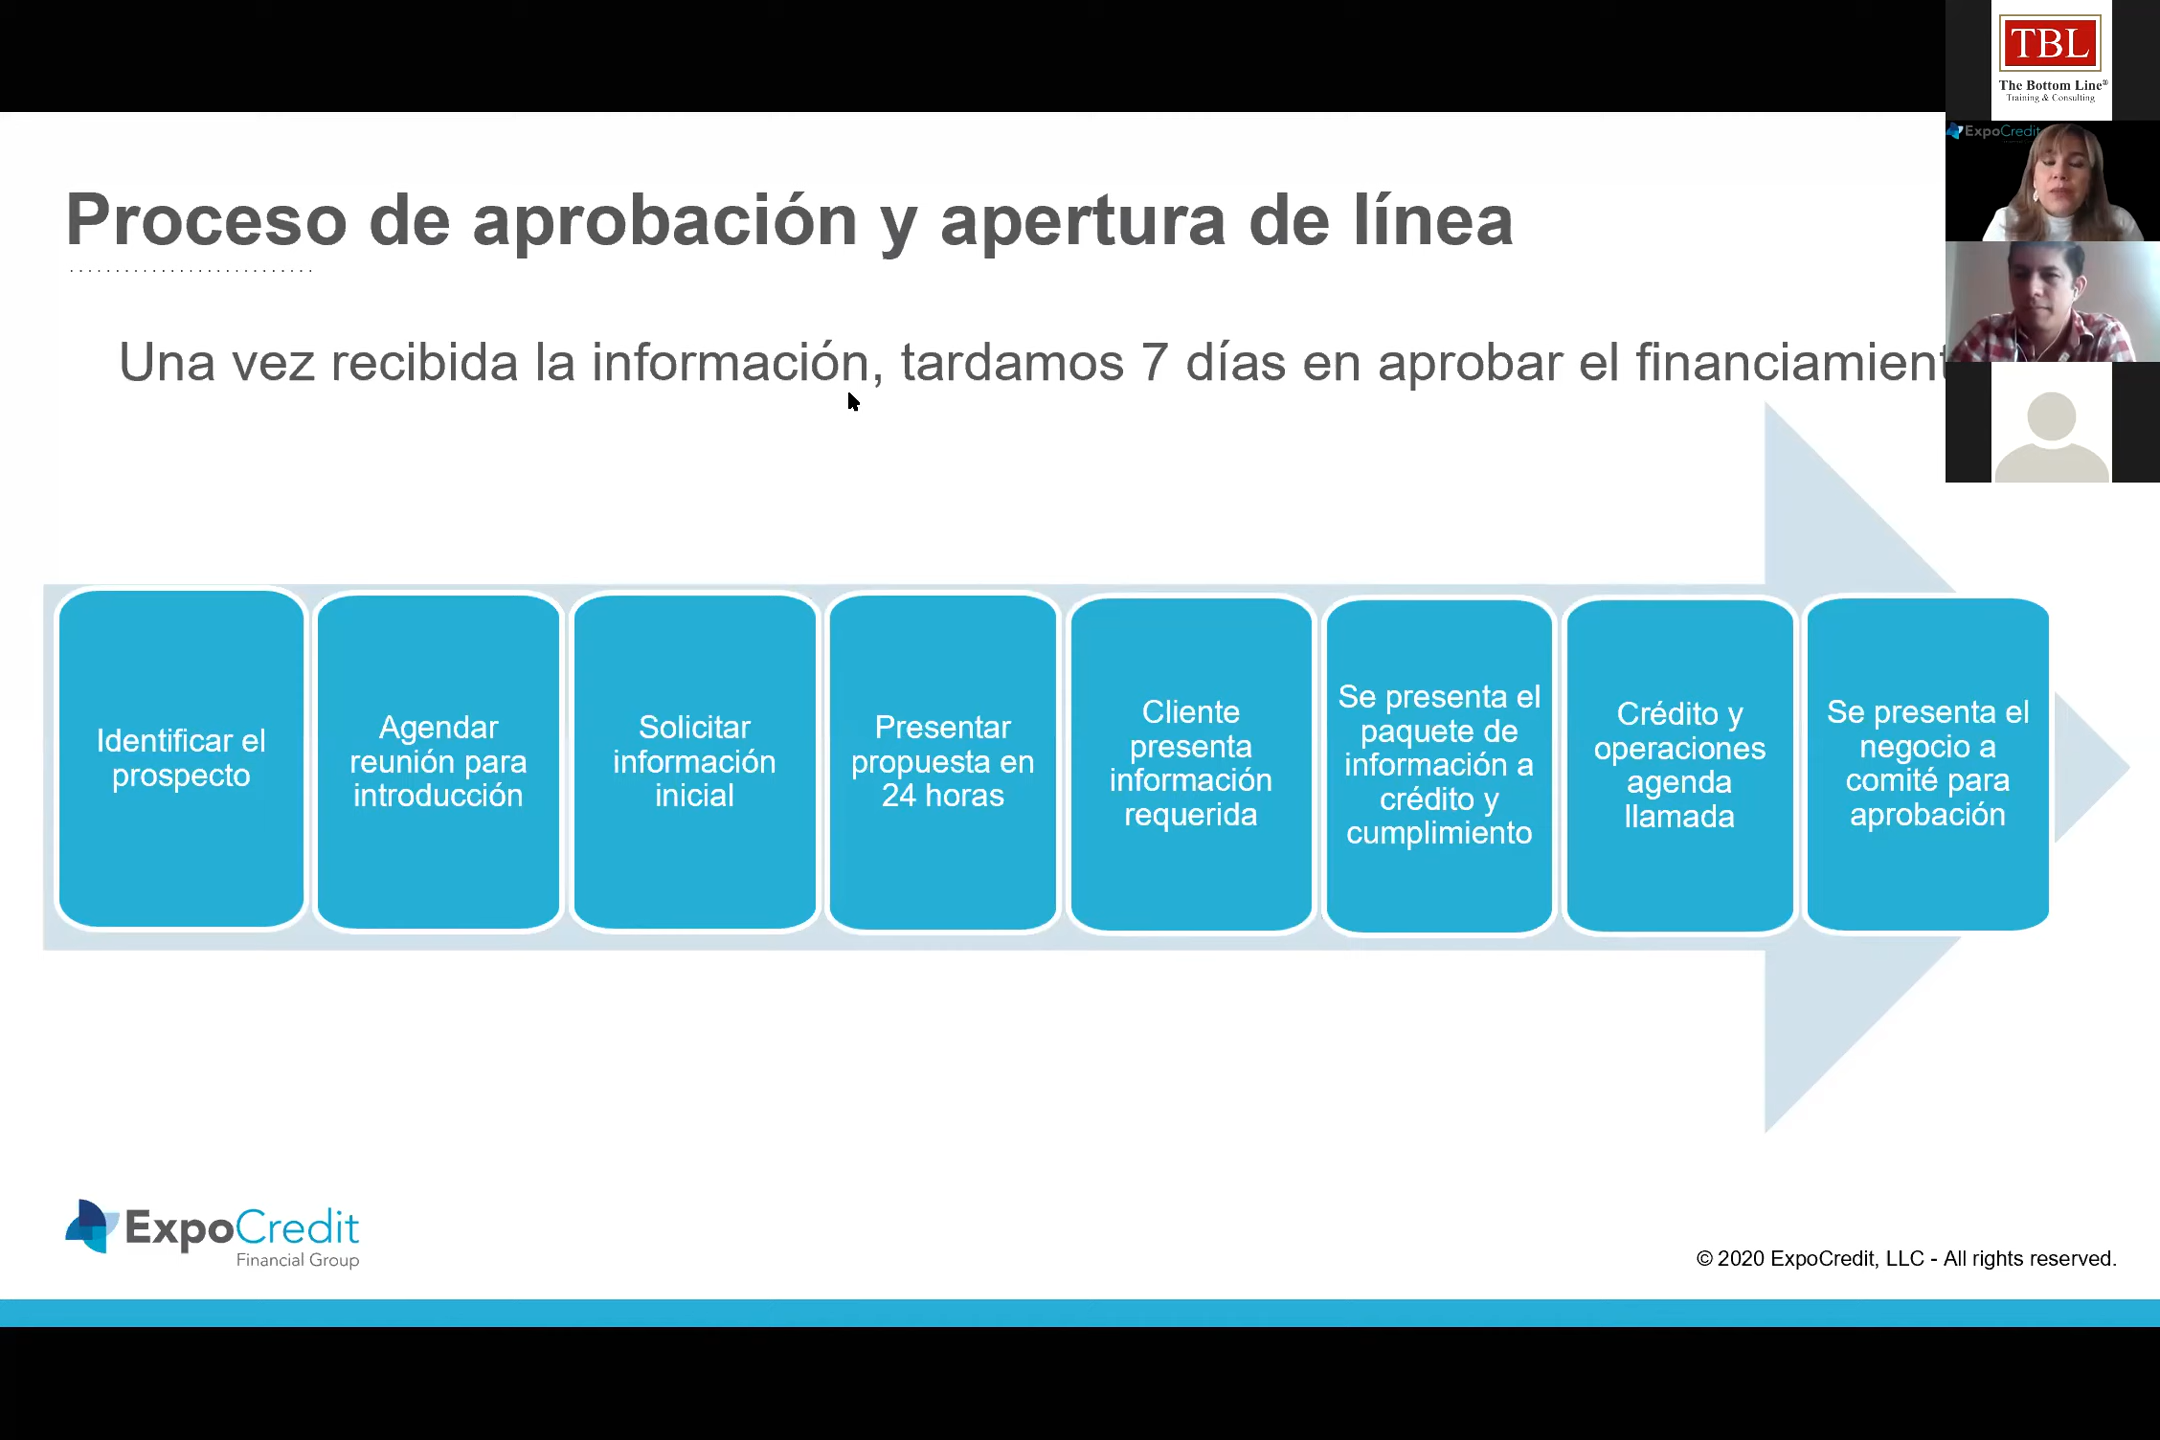 TBL
The Bottom Line®
Training & Consulting
ExpoCredit
Proceso de aprobación y apertura de línea
Una vez recibida la información, tardamos 7 días en aprobar el financiamient
Identificar el
prospecto
Agendar
reunión para
introducción
Solicitar
información
inicial
Presentar
propuesta en
24 horas
Cliente
presenta
información
requerida
Se presenta el
paquete de
información a
crédito y
cumplimiento
Crédito y
operaciones
agenda
llamada
Se presenta el
negocio a
comité para
aprobación
ExpoCredit
Financial Group
© 2020 ExpoCredit, LLC - All rights reserved.